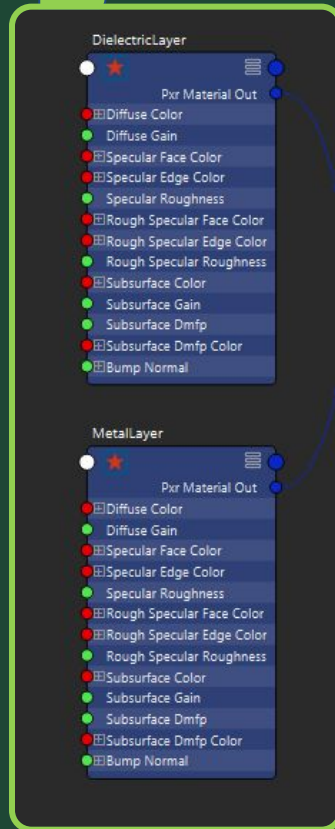 DielectricLayer
Pxr Material Out
Diffuse Color
Diffuse Gain
Specular Face Color
Specular Edge Color
Specular Roughness
Rough Specular Face Color
Rough Specular Edge Color
Rough Specular Roughness
Subsurface Color
Subsurface Gain
Subsurface Dmfp
Subsurface Dmfp Color
Bump Normal
MetalLayer
Pxr Material Out
Diffuse Color
Diffuse Gain
Specular Face Color
Specular Edge Color
Specular Roughness
Rough Specular Face Color
Rough Specular Edge Color
Rough Specular Roughness
Subsurface Color
Subsurface Gain
Subsurface Dmfp
Subsurface Dmfp Color
Bump Normal